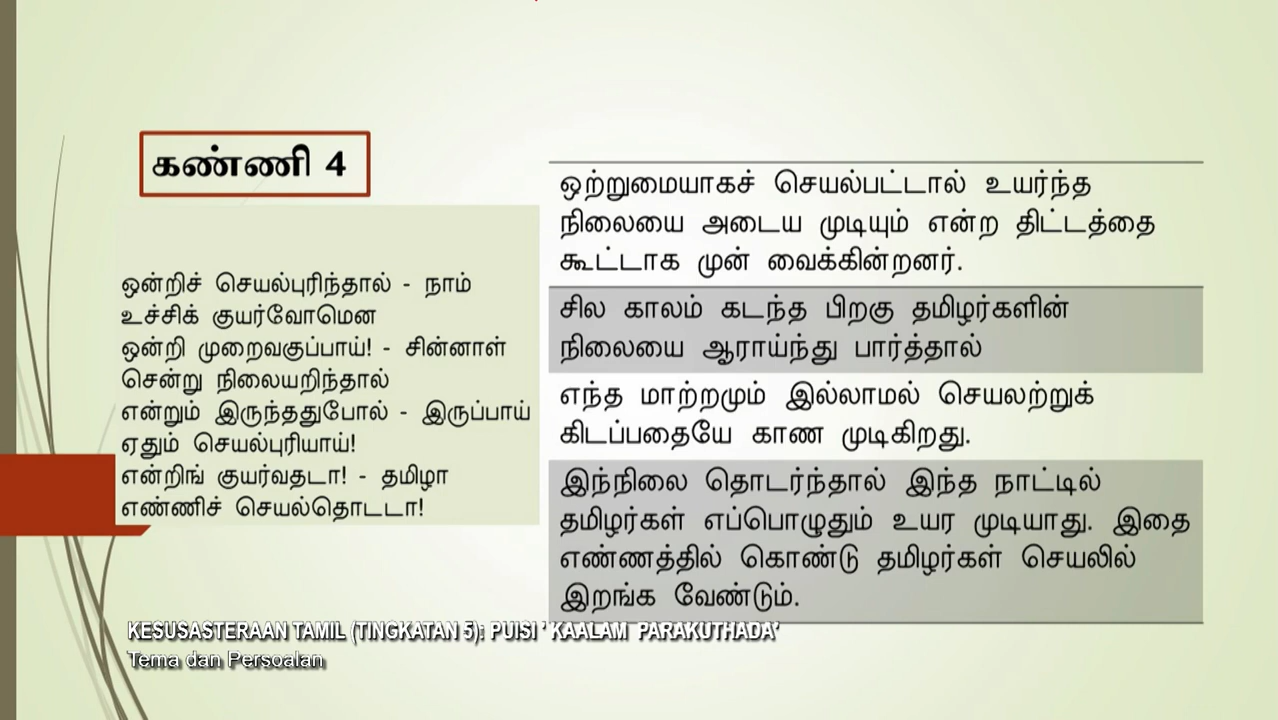 கண்ணி 4
ஒன்றிச் செயல்புரிந்தால் - நாம்
உச்சிக் குயர்வோமென
ஒன்றி முறைவகுப்பாய்! - சின்னாள்
சென்று நிலையறிந்தால்
என்றும் இருந்ததுபோல் - இருப்பாய்
ஏதும் செயல்புரியாய்!
என்றிங் குயர்வதடா! - தமிழா
எண்ணிச் செயல்தொடடா!
ஒற்றுமையாகச் செயல்பட்டால் உயர்ந்த
நிலையை அடைய முடியும் என்ற திட்டத்தை
கூட்டாக முன் வைக்கின்றனர்.
சில காலம் கடந்த பிறகு தமிழர்களின்
நிலையை ஆராய்ந்து பார்த்தால்
எந்த மாற்றமும் இல்லாமல் செயலற்றுக்
கிடப்பதையே காண முடிகிறது.
இந்நிலை தொடர்ந்தால் இந்த நாட்டில்
தமிழர்கள் எப்பொழுதும் உயர முடியாது. இதை
எண்ணத்தில் கொண்டு தமிழர்கள் செயலில்
இறங்க வேண்டும்.
KESUSASTERAAN TAMIL (TINGKATAN 5): PUISI ' KAALAM PARAKUTHADA'
Tema dan Persoalan